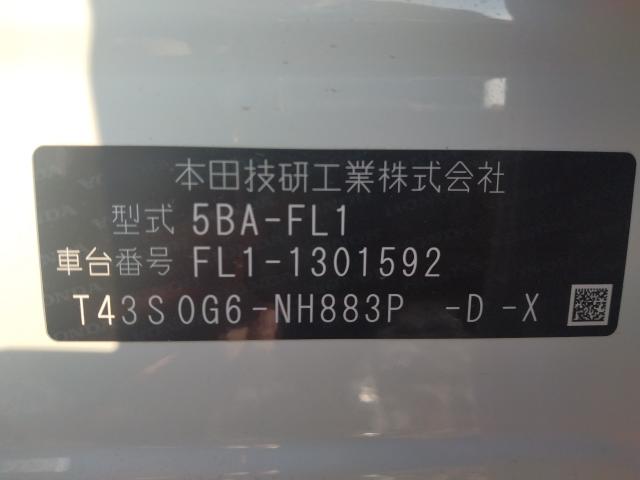 本田技研工業株式会社
型式 5BA-FL1
車台番号 FL1-1301592
T43S0G6-NH883P -D -X